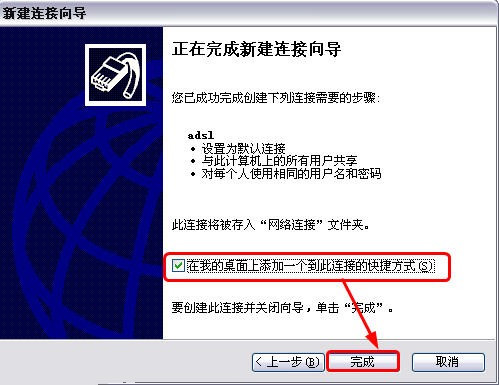 新建连接向导
正在完成新建连接向导
您已成功完成创建下列连接需要的步骤:
adsl
• 设置为默认连接
• 与此计算机上的所有用户共享
• 对每个人使用相同的用户名和密码
此连接将被存入“网络连接”文件夹。
在我的桌面上添加一个到此连接的快捷方式(S)
要创建此连接并关闭向导，单击“完成”。
< 上一步(B) 完成 取消